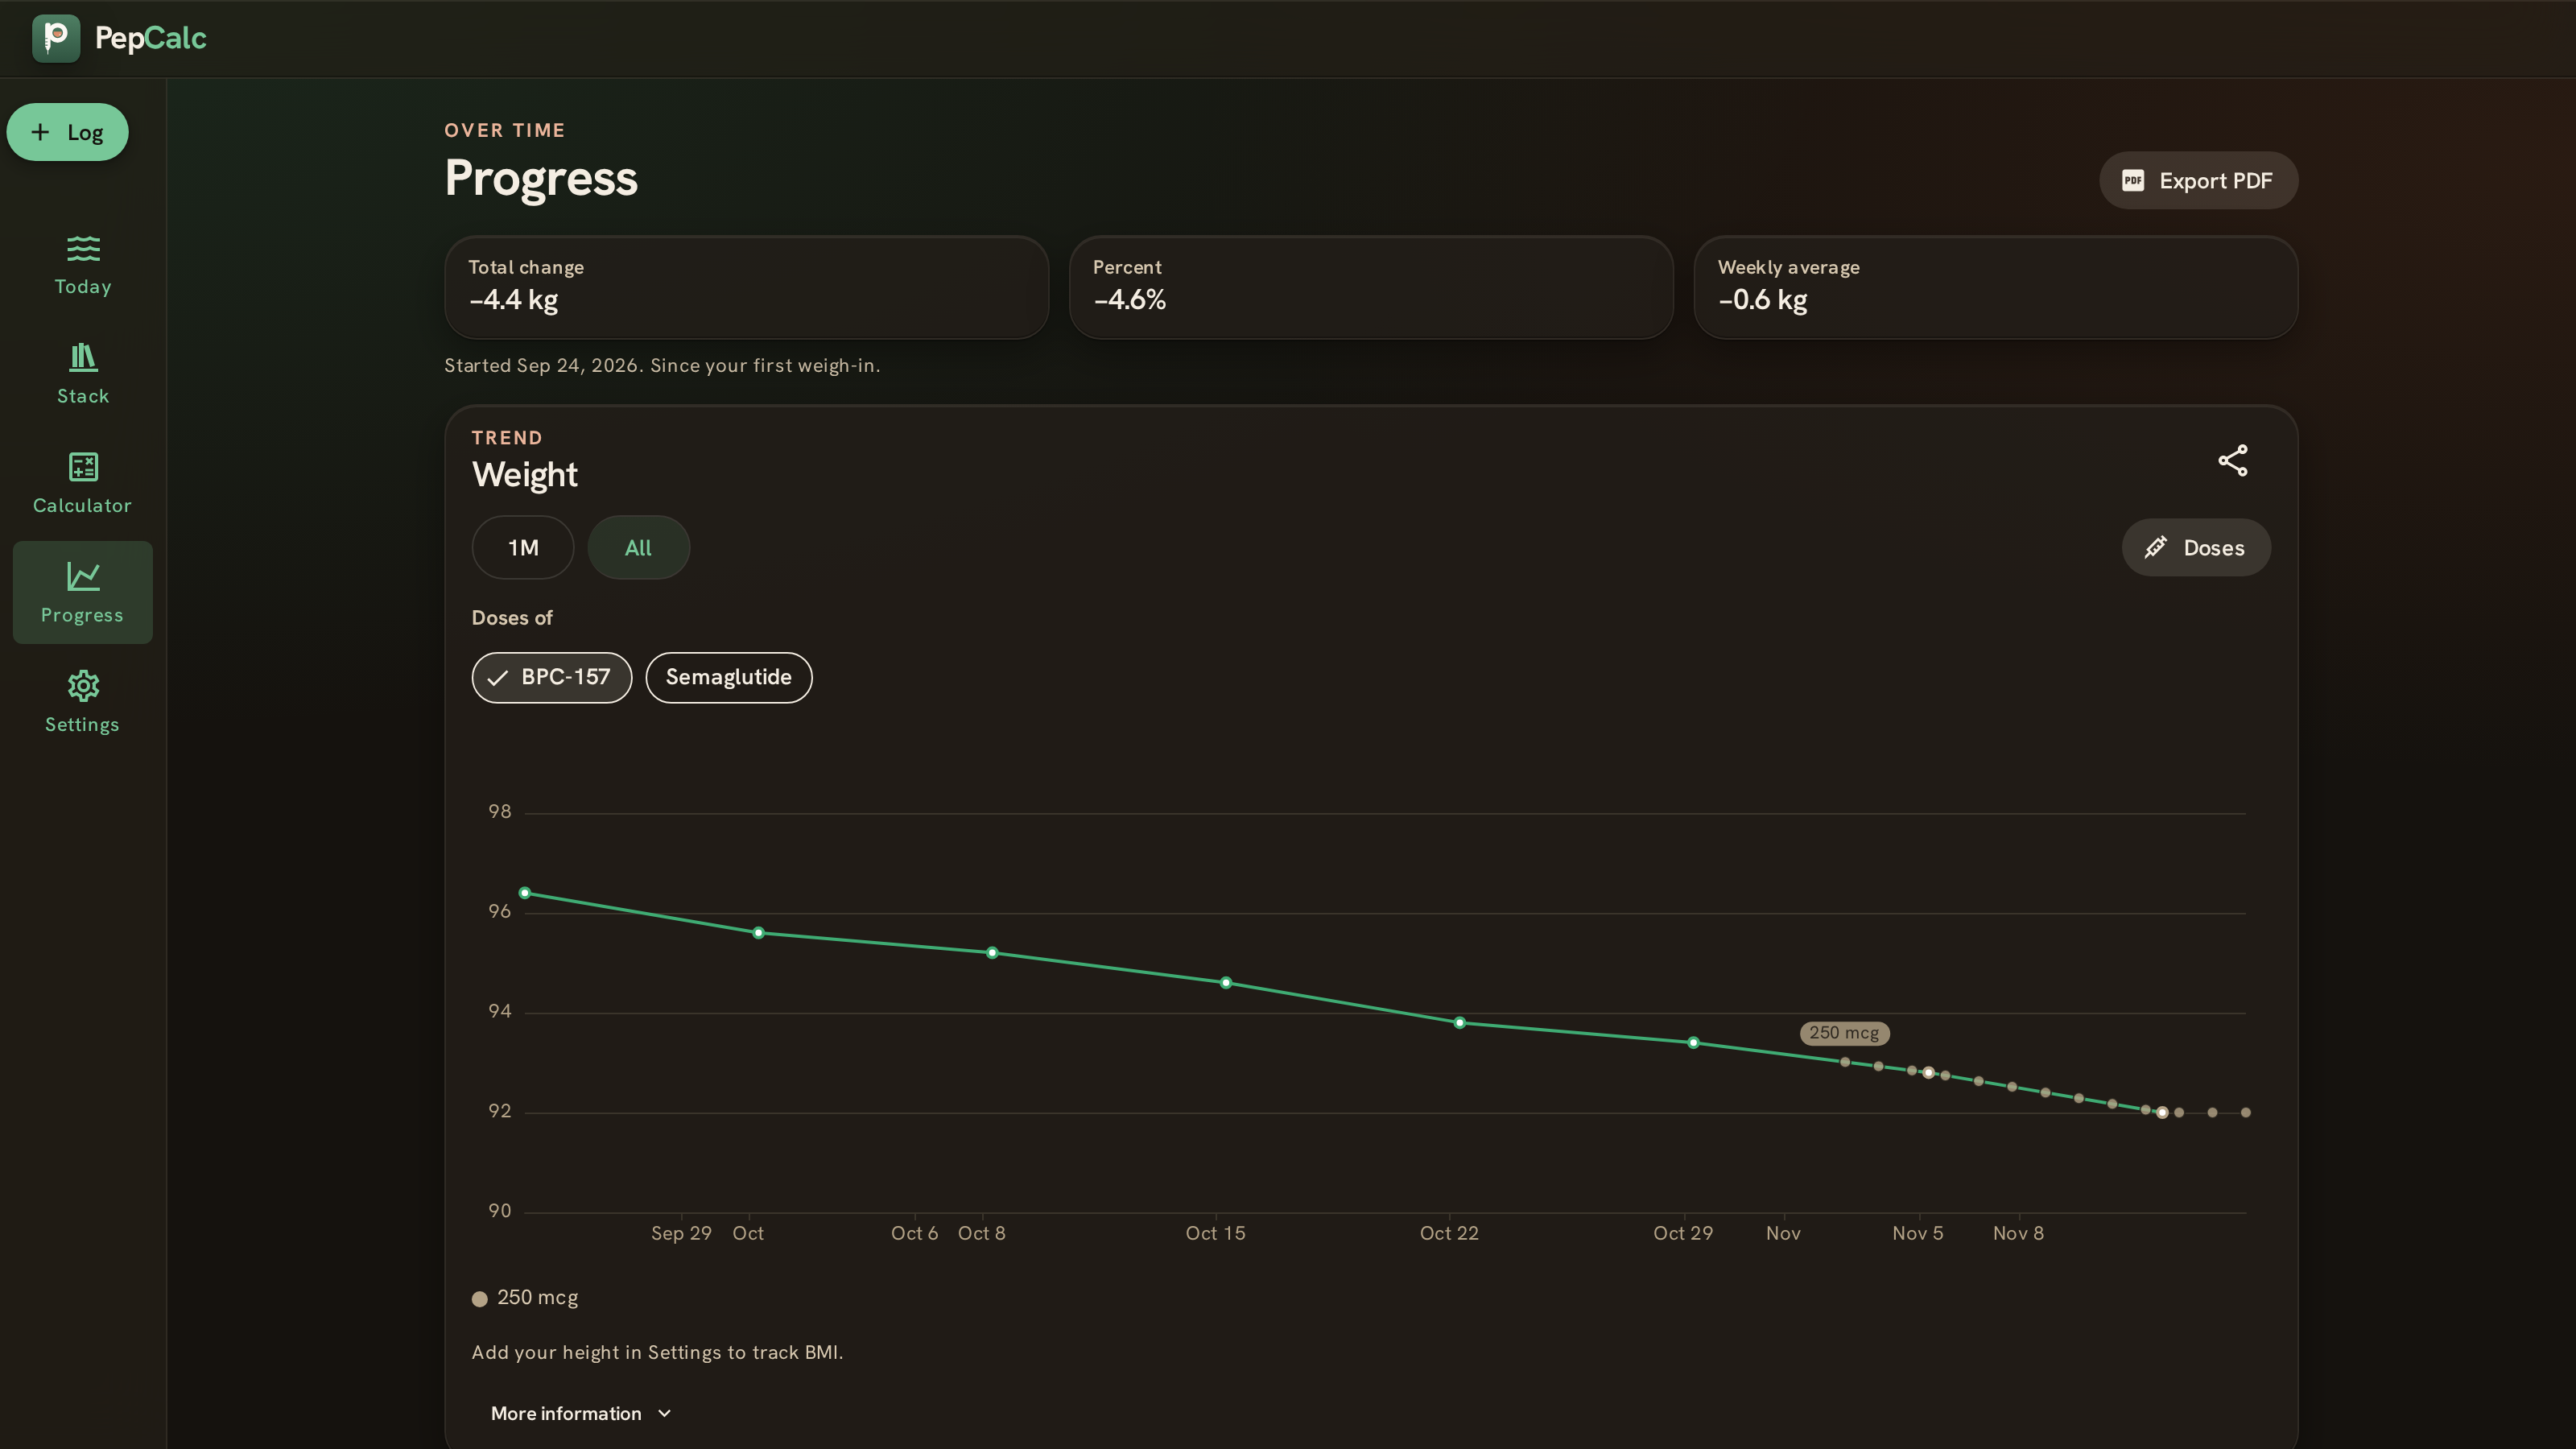 PepCalc
+ Log
Today
Stack
Calculator
Progress
Settings
OVER TIME
Progress
PDF Export PDF
Total change
−4.4 kg
Percent
−4.6%
Weekly average
−0.6 kg
Started Sep 24, 2026. Since your first weigh-in.
TREND
Weight
1M All
Doses
Doses of
BPC-157 Semaglutide
98
96
94
92
90
250 mcg
Sep 29 Oct Oct 6 Oct 8 Oct 15 Oct 22 Oct 29 Nov Nov 5 Nov 8
250 mcg
Add your height in Settings to track BMI.
More information